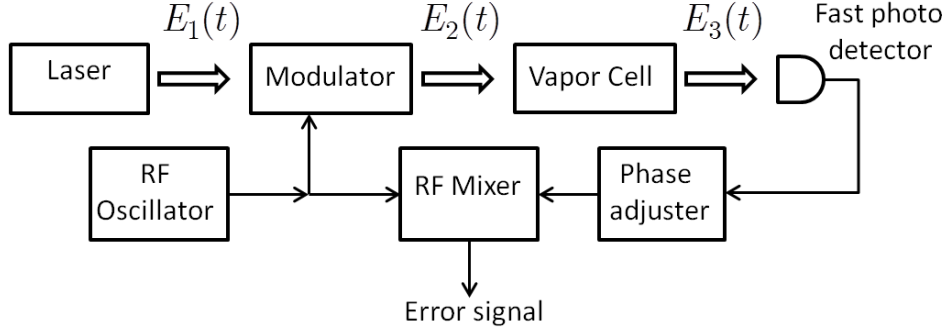 E₁(t)
E₂(t)
E₃(t)
Fast photo
detector
Laser
Modulator
Vapor Cell
RF
Oscillator
RF Mixer
Phase
adjuster
Error signal